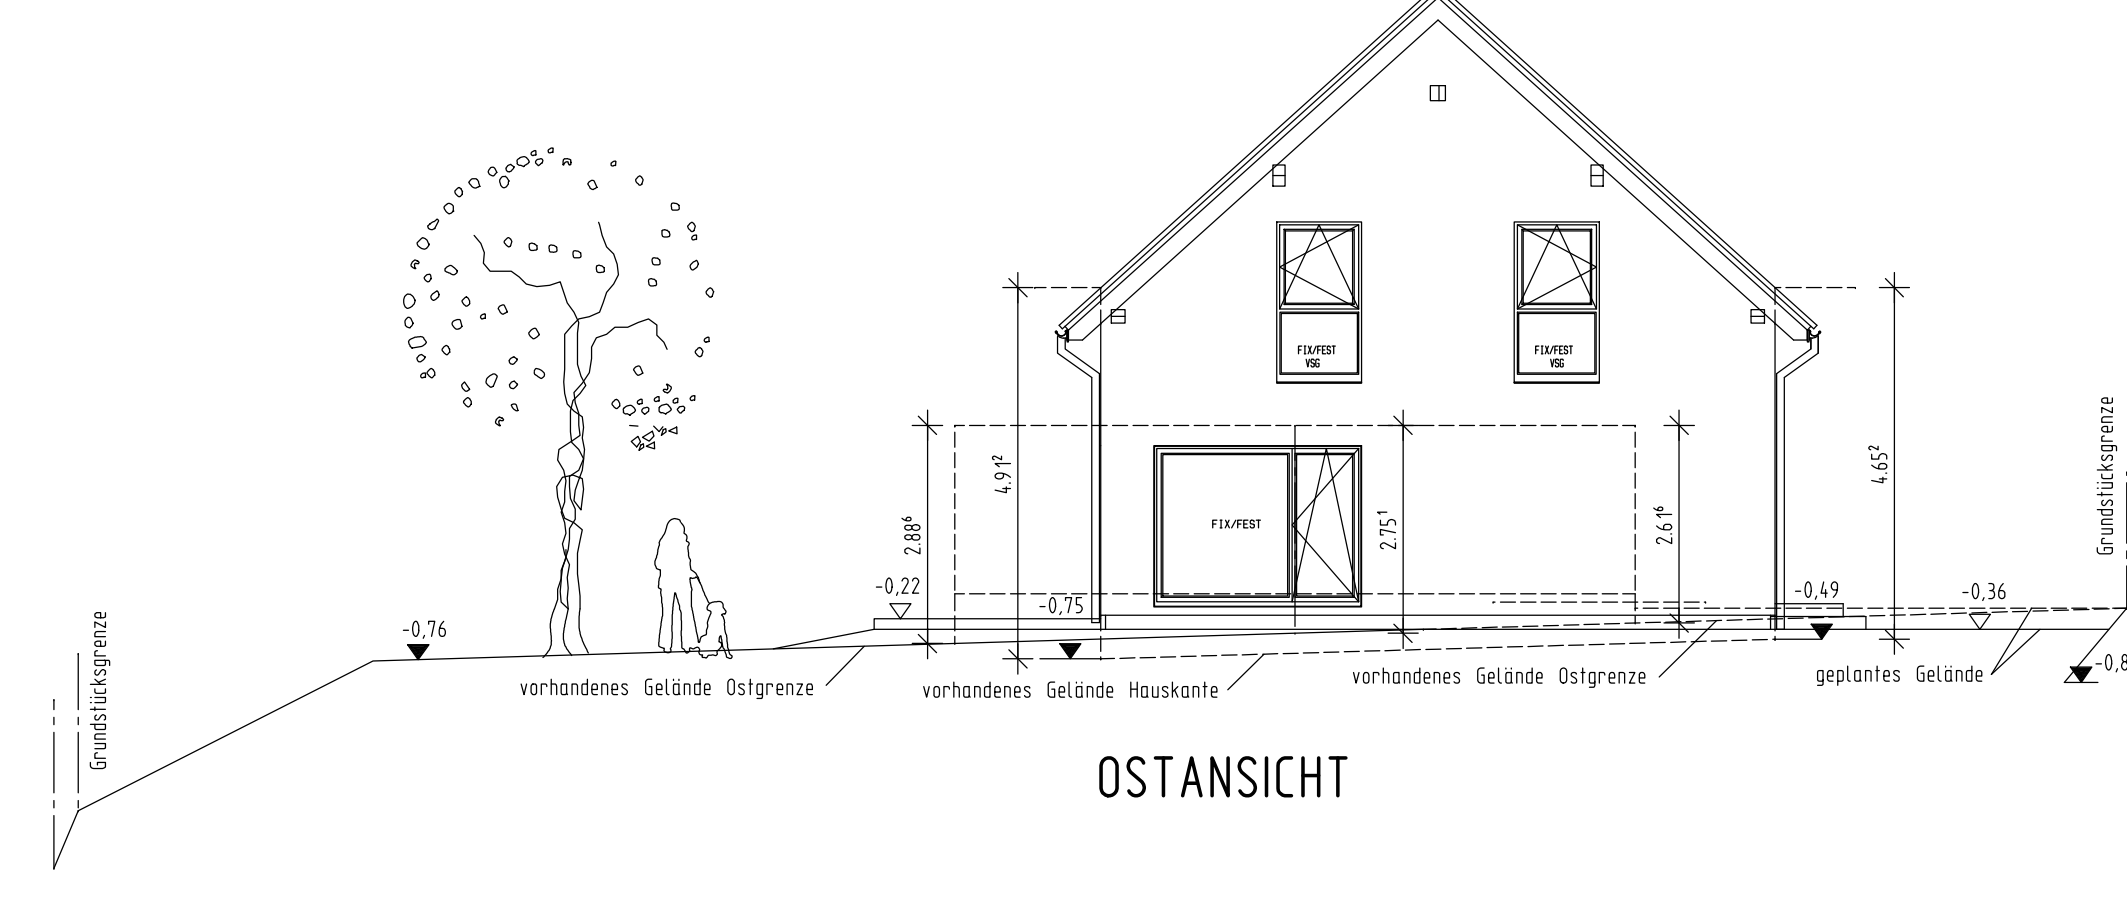 FIX/FEST
VSG
FIX/FEST
VSG
4.91²
4.65²
Grundstücksgrenze
2.88⁶
FIX/FEST
2.75¹
2.61⁶
-0,22
-0,75
-0,49
-0,36
-0,76
Grundstücksgrenze
vorhandenes Gelände Ostgrenze
vorhandenes Gelände Hauskante
vorhandenes Gelände Ostgrenze
geplantes Gelände
-0,8
OSTANSICHT